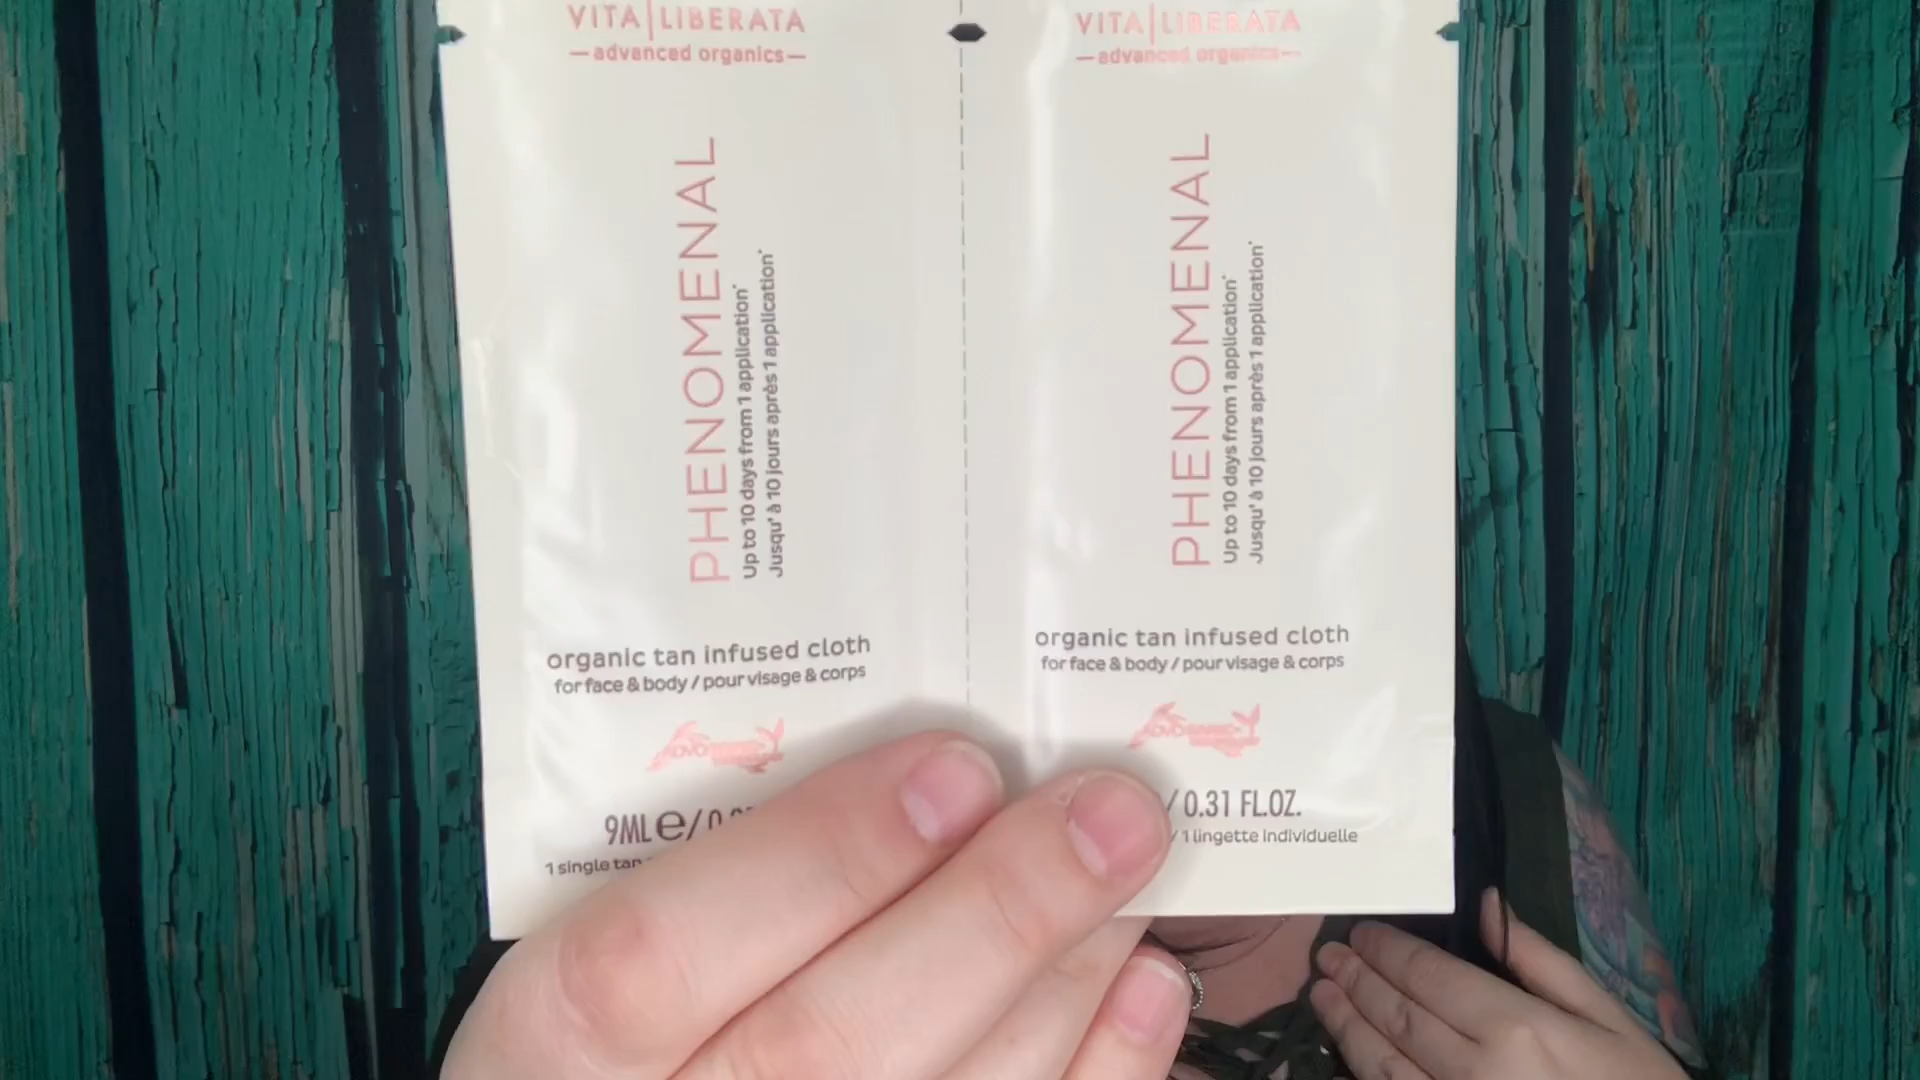 VITA|LIBERATA
—advanced organics—
PHENOMENAL
Up to 10 days from 1 application*
Jusqu' à 10 jours après 1 application*
organic tan infused cloth
for face & body / pour visage & corps
9ML e/
1 single tan
VITA|LIBERATA
—advanced organics—
PHENOMENAL
Up to 10 days from 1 application*
Jusqu' à 10 jours après 1 application*
organic tan infused cloth
for face & body / pour visage & corps
/ 0.31 FL.OZ.
/ 1 lingette individuelle